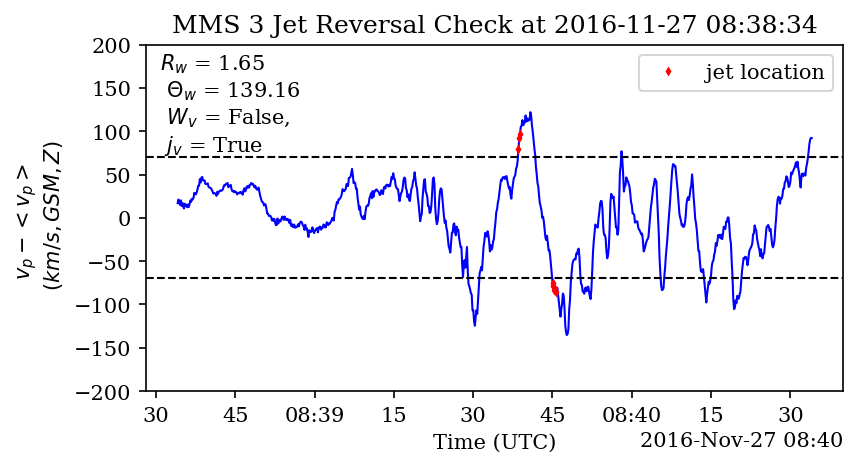 MMS 3 Jet Reversal Check at 2016-11-27 08:38:34
R_w = 1.65
Θ_w = 139.16
W_v = False,
j_v = True
jet location
200
150
100
50
0
−50
−100
−150
−200
v_p − < v_p >
(km/s, GSM, Z)
30 45 08:39 15 30 45 08:40 15 30
Time (UTC)
2016-Nov-27 08:40